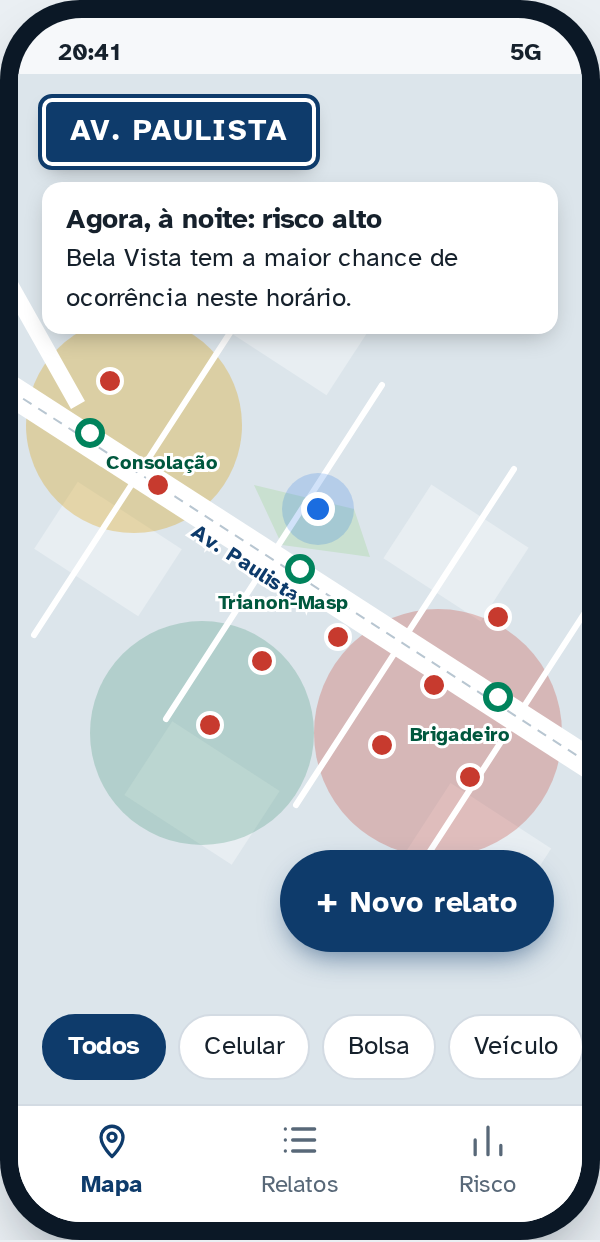 20:41
5G
AV. PAULISTA
Agora, à noite: risco alto
Bela Vista tem a maior chance de
ocorrência neste horário.
Consolação
Av. Paulista
Trianon-Masp
Brigadeiro
+ Novo relato
Todos
Celular
Bolsa
Veículo
Mapa
Relatos
Risco